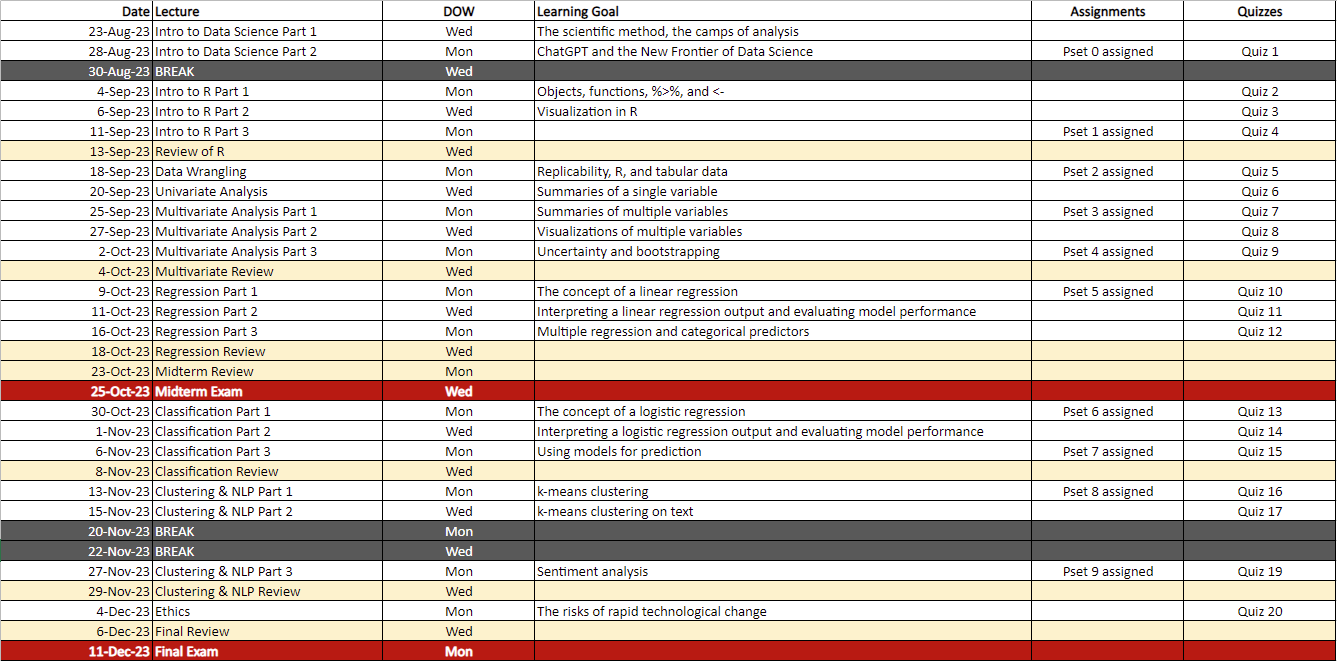 Date Lecture DOW Learning Goal Assignments Quizzes
23-Aug-23 Intro to Data Science Part 1 Wed The scientific method, the camps of analysis
28-Aug-23 Intro to Data Science Part 2 Mon ChatGPT and the New Frontier of Data Science Pset 0 assigned Quiz 1
30-Aug-23 BREAK Wed
4-Sep-23 Intro to R Part 1 Mon Objects, functions, %>%, and <- Quiz 2
6-Sep-23 Intro to R Part 2 Wed Visualization in R Quiz 3
11-Sep-23 Intro to R Part 3 Mon Pset 1 assigned Quiz 4
13-Sep-23 Review of R Wed
18-Sep-23 Data Wrangling Mon Replicability, R, and tabular data Pset 2 assigned Quiz 5
20-Sep-23 Univariate Analysis Wed Summaries of a single variable Quiz 6
25-Sep-23 Multivariate Analysis Part 1 Mon Summaries of multiple variables Pset 3 assigned Quiz 7
27-Sep-23 Multivariate Analysis Part 2 Wed Visualizations of multiple variables Quiz 8
2-Oct-23 Multivariate Analysis Part 3 Mon Uncertainty and bootstrapping Pset 4 assigned Quiz 9
4-Oct-23 Multivariate Review Wed
9-Oct-23 Regression Part 1 Mon The concept of a linear regression Pset 5 assigned Quiz 10
11-Oct-23 Regression Part 2 Wed Interpreting a linear regression output and evaluating model performance Quiz 11
16-Oct-23 Regression Part 3 Mon Multiple regression and categorical predictors Quiz 12
18-Oct-23 Regression Review Wed
23-Oct-23 Midterm Review Mon
25-Oct-23 Midterm Exam Wed
30-Oct-23 Classification Part 1 Mon The concept of a logistic regression Pset 6 assigned Quiz 13
1-Nov-23 Classification Part 2 Wed Interpreting a logistic regression output and evaluating model performance Quiz 14
6-Nov-23 Classification Part 3 Mon Using models for prediction Pset 7 assigned Quiz 15
8-Nov-23 Classification Review Wed
13-Nov-23 Clustering & NLP Part 1 Mon k-means clustering Pset 8 assigned Quiz 16
15-Nov-23 Clustering & NLP Part 2 Wed k-means clustering on text Quiz 17
20-Nov-23 BREAK Mon
22-Nov-23 BREAK Wed
27-Nov-23 Clustering & NLP Part 3 Mon Sentiment analysis Pset 9 assigned Quiz 19
29-Nov-23 Clustering & NLP Review Wed
4-Dec-23 Ethics Mon The risks of rapid technological change Quiz 20
6-Dec-23 Final Review Wed
11-Dec-23 Final Exam Mon